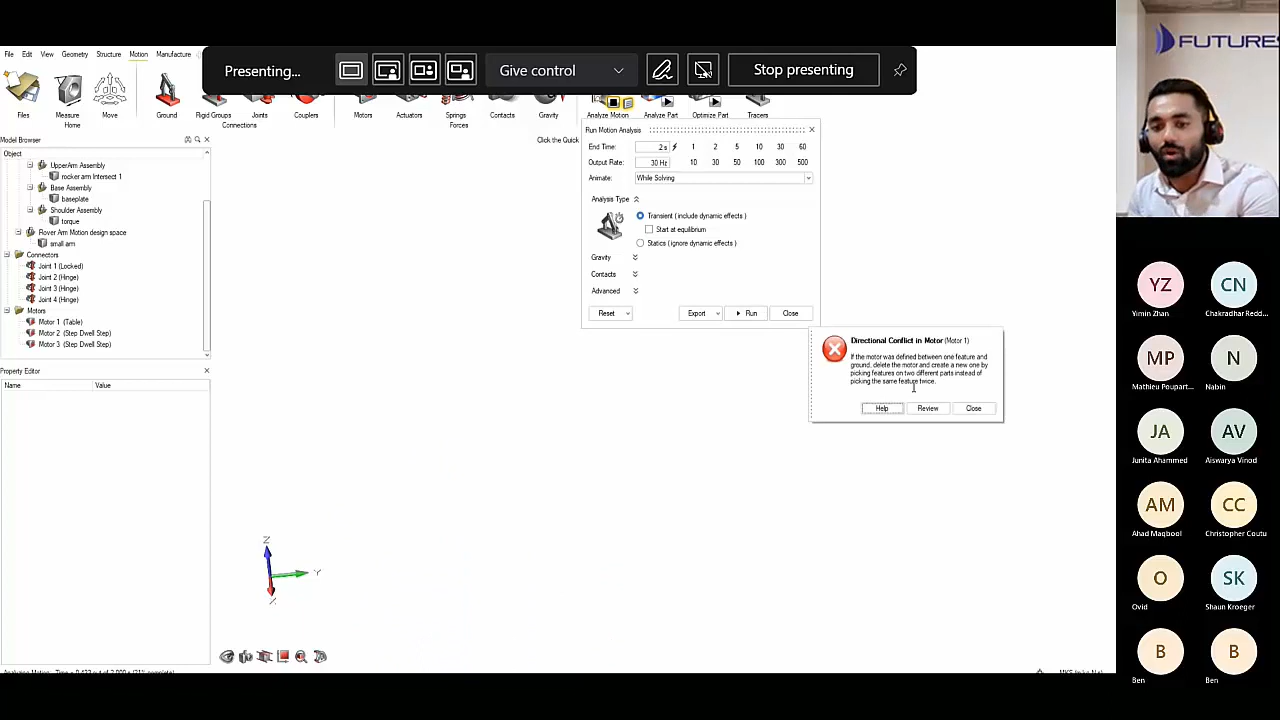 FUTURES
Presenting...
Give control
Stop presenting
File Edit View Geometry Structure Motion Manufacture
Files
Measure
Move
Ground
Rigid Groups
Joints
Couplers
Motors
Actuators
Springs
Contacts
Gravity
Analyze Motion
Analyze Part
Optimize Part
Tracers
Home
Connections
Forces
Model Browser
Click the Quick
Object
UpperArm Assembly
rocker arm Intersect 1
Base Assembly
baseplate
Shoulder Assembly
torque
Rover Arm Motion design space
small arm
Connectors
Joint 1 (Locked)
Joint 2 (Hinge)
Joint 3 (Hinge)
Joint 4 (Hinge)
Motors
Motor 1 (Table)
Motor 2 (Step Dwell Step)
Motor 3 (Step Dwell Step)
Property Editor
Name Value
Run Motion Analysis
End Time: 2 s 1 2 5 10 30 60
Output Rate: 30 Hz 10 30 50 100 300 500
Animate: While Solving
Analysis Type
Transient (include dynamic effects)
Start at equilibrium
Statics (ignore dynamic effects)
Gravity
Contacts
Advanced
Reset Export Run Close
Directional Conflict in Motor (Motor 1)
If the motor was defined between one feature and
ground, delete the motor and create a new one by
picking features on two different parts instead of
picking the same feature twice.
Help Review Close
Z
Y
X
YZ CN
Yimin Zhan Chakradhar Redd...
MP N
Mathieu Poupart... Nabin
JA AV
Junita Ahammed Aiswarya Vinod
AM CC
Ahad Maqbool Christopher Coutu
O SK
Ovid Shaun Kroeger
B B
Ben Ben